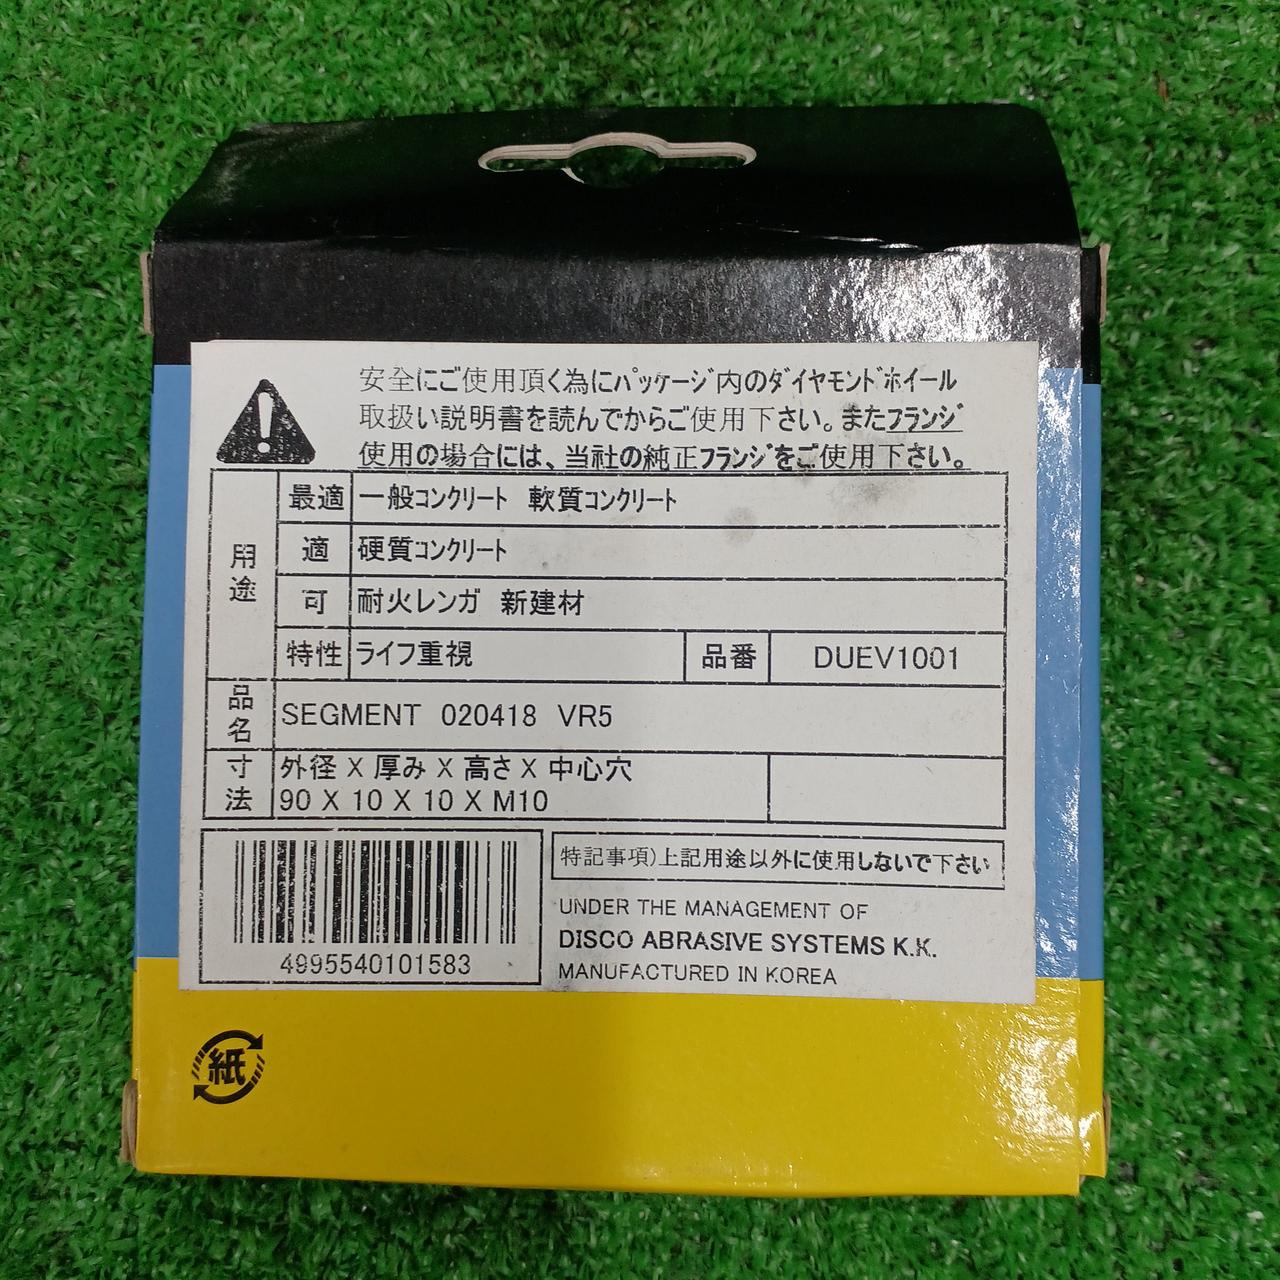 安全にご使用頂く為にパッケージ内のダイヤモンドホイール
取扱い説明書を読んでからご使用下さい。またフランジ
使用の場合には、当社の純正フランジをご使用下さい。
用途
最適 一般コンクリート 軟質コンクリート
適 硬質コンクリート
可 耐火レンガ 新建材
特性 ライフ重視 品番 DUEV1001
品名 SEGMENT 020418 VR5
寸法 外径 X 厚み X 高さ X 中心穴
90 X 10 X 10 X M10
4995540101583
特記事項)上記用途以外に使用しないで下さい
UNDER THE MANAGEMENT OF
DISCO ABRASIVE SYSTEMS K.K.
MANUFACTURED IN KOREA
紙